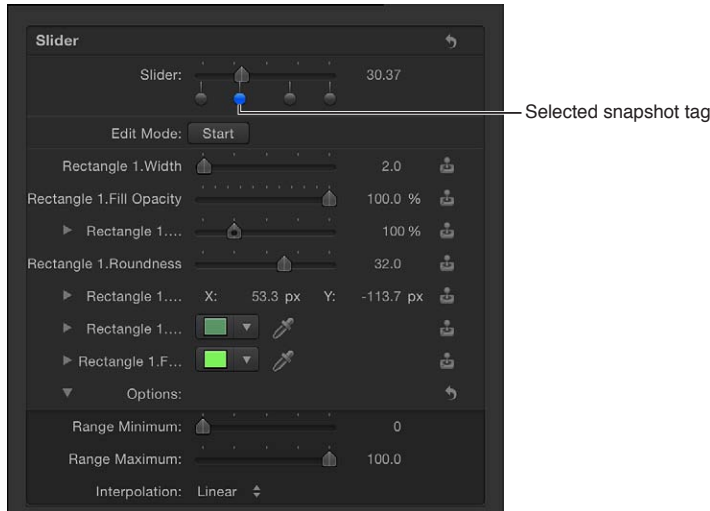 Slider
Slider: 30.37
Selected snapshot tag
Edit Mode: Start
Rectangle 1.Width 2.0
Rectangle 1.Fill Opacity 100.0 %
Rectangle 1.... 100 %
Rectangle 1.Roundness 32.0
Rectangle 1.... X: 53.3 px Y: -113.7 px
Rectangle 1....
Rectangle 1.F...
Options:
Range Minimum: 0
Range Maximum: 100.0
Interpolation: Linear